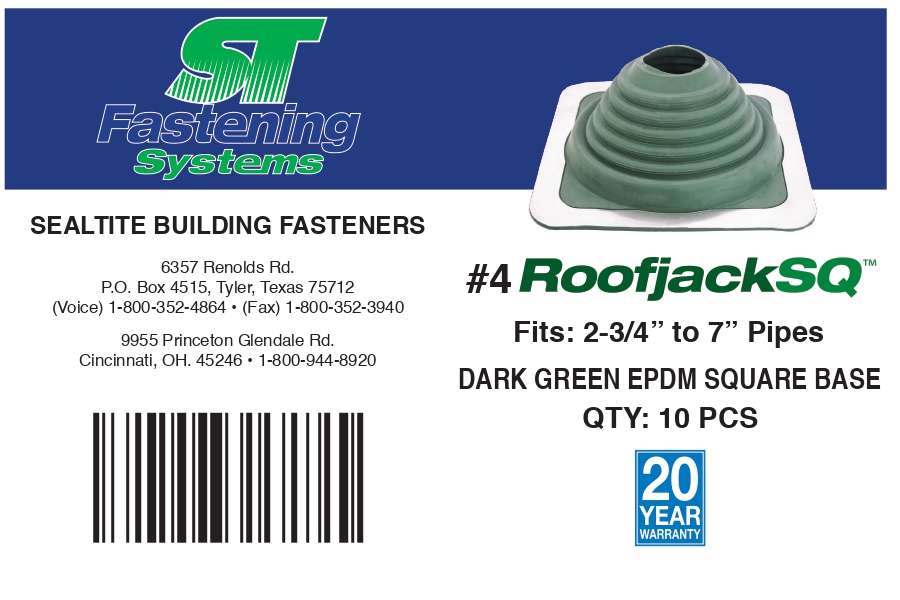 ST
Fastening
Systems
SEALTITE BUILDING FASTENERS
6357 Renolds Rd.
P.O. Box 4515, Tyler, Texas 75712
(Voice) 1-800-352-4864 • (Fax) 1-800-352-3940
9955 Princeton Glendale Rd.
Cincinnati, OH. 45246 • 1-800-944-8920
#4 RoofjackSQ™
Fits: 2-3/4” to 7” Pipes
DARK GREEN EPDM SQUARE BASE
QTY: 10 PCS
20
YEAR
WARRANTY